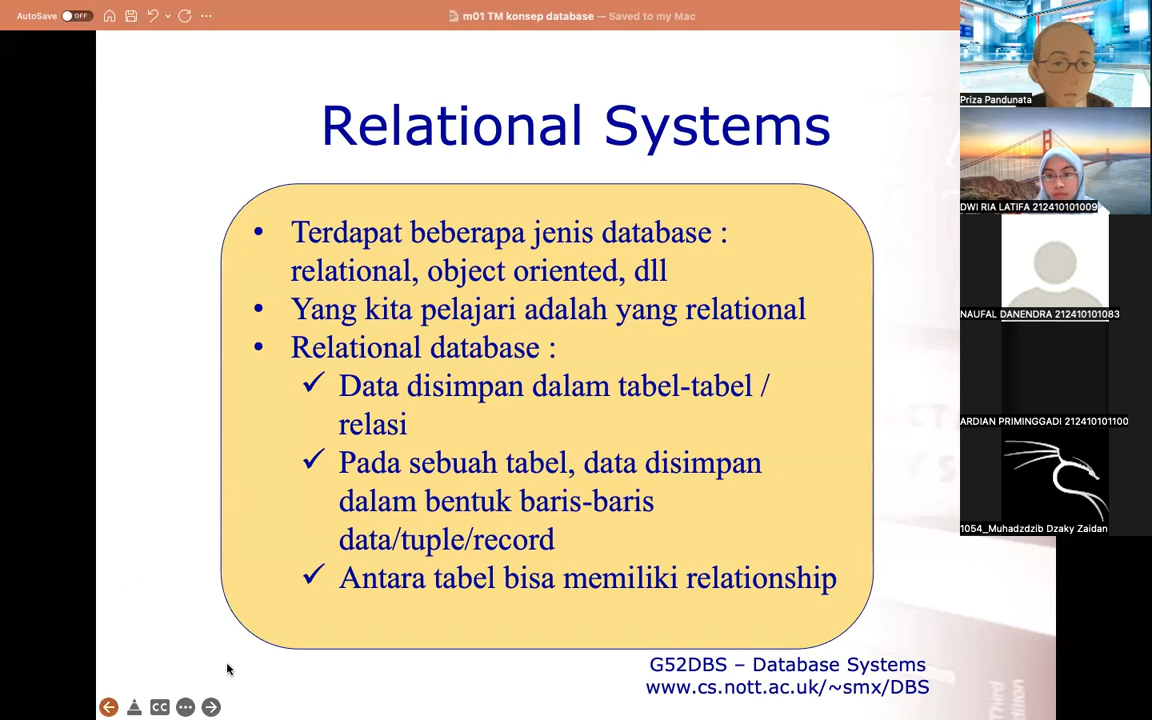 AutoSave OFF
m01 TM konsep database — Saved to my Mac
Relational Systems
• Terdapat beberapa jenis database :
relational, object oriented, dll
• Yang kita pelajari adalah yang relational
• Relational database :
✓ Data disimpan dalam tabel-tabel /
relasi
✓ Pada sebuah tabel, data disimpan
dalam bentuk baris-baris
data/tuple/record
✓ Antara tabel bisa memiliki relationship
G52DBS – Database Systems
www.cs.nott.ac.uk/~smx/DBS
CC
Priza Pandunata
DWI RIA LATIFA 212410101009
NAUFAL DANENDRA 212410101083
ARDIAN PRIMINGGADI 212410101100
1054_Muhadzdzib Dzaky Zaidan